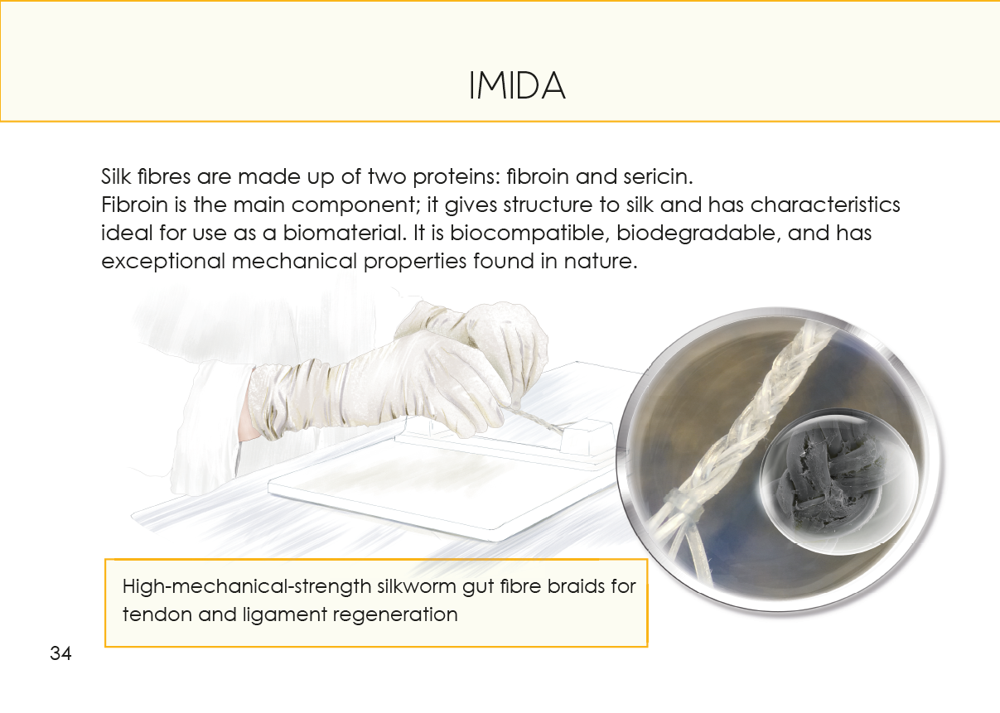 IMIDA
Silk fibres are made up of two proteins: fibroin and sericin.
Fibroin is the main component; it gives structure to silk and has characteristics
ideal for use as a biomaterial. It is biocompatible, biodegradable, and has
exceptional mechanical properties found in nature.
High-mechanical-strength silkworm gut fibre braids for
tendon and ligament regeneration
34